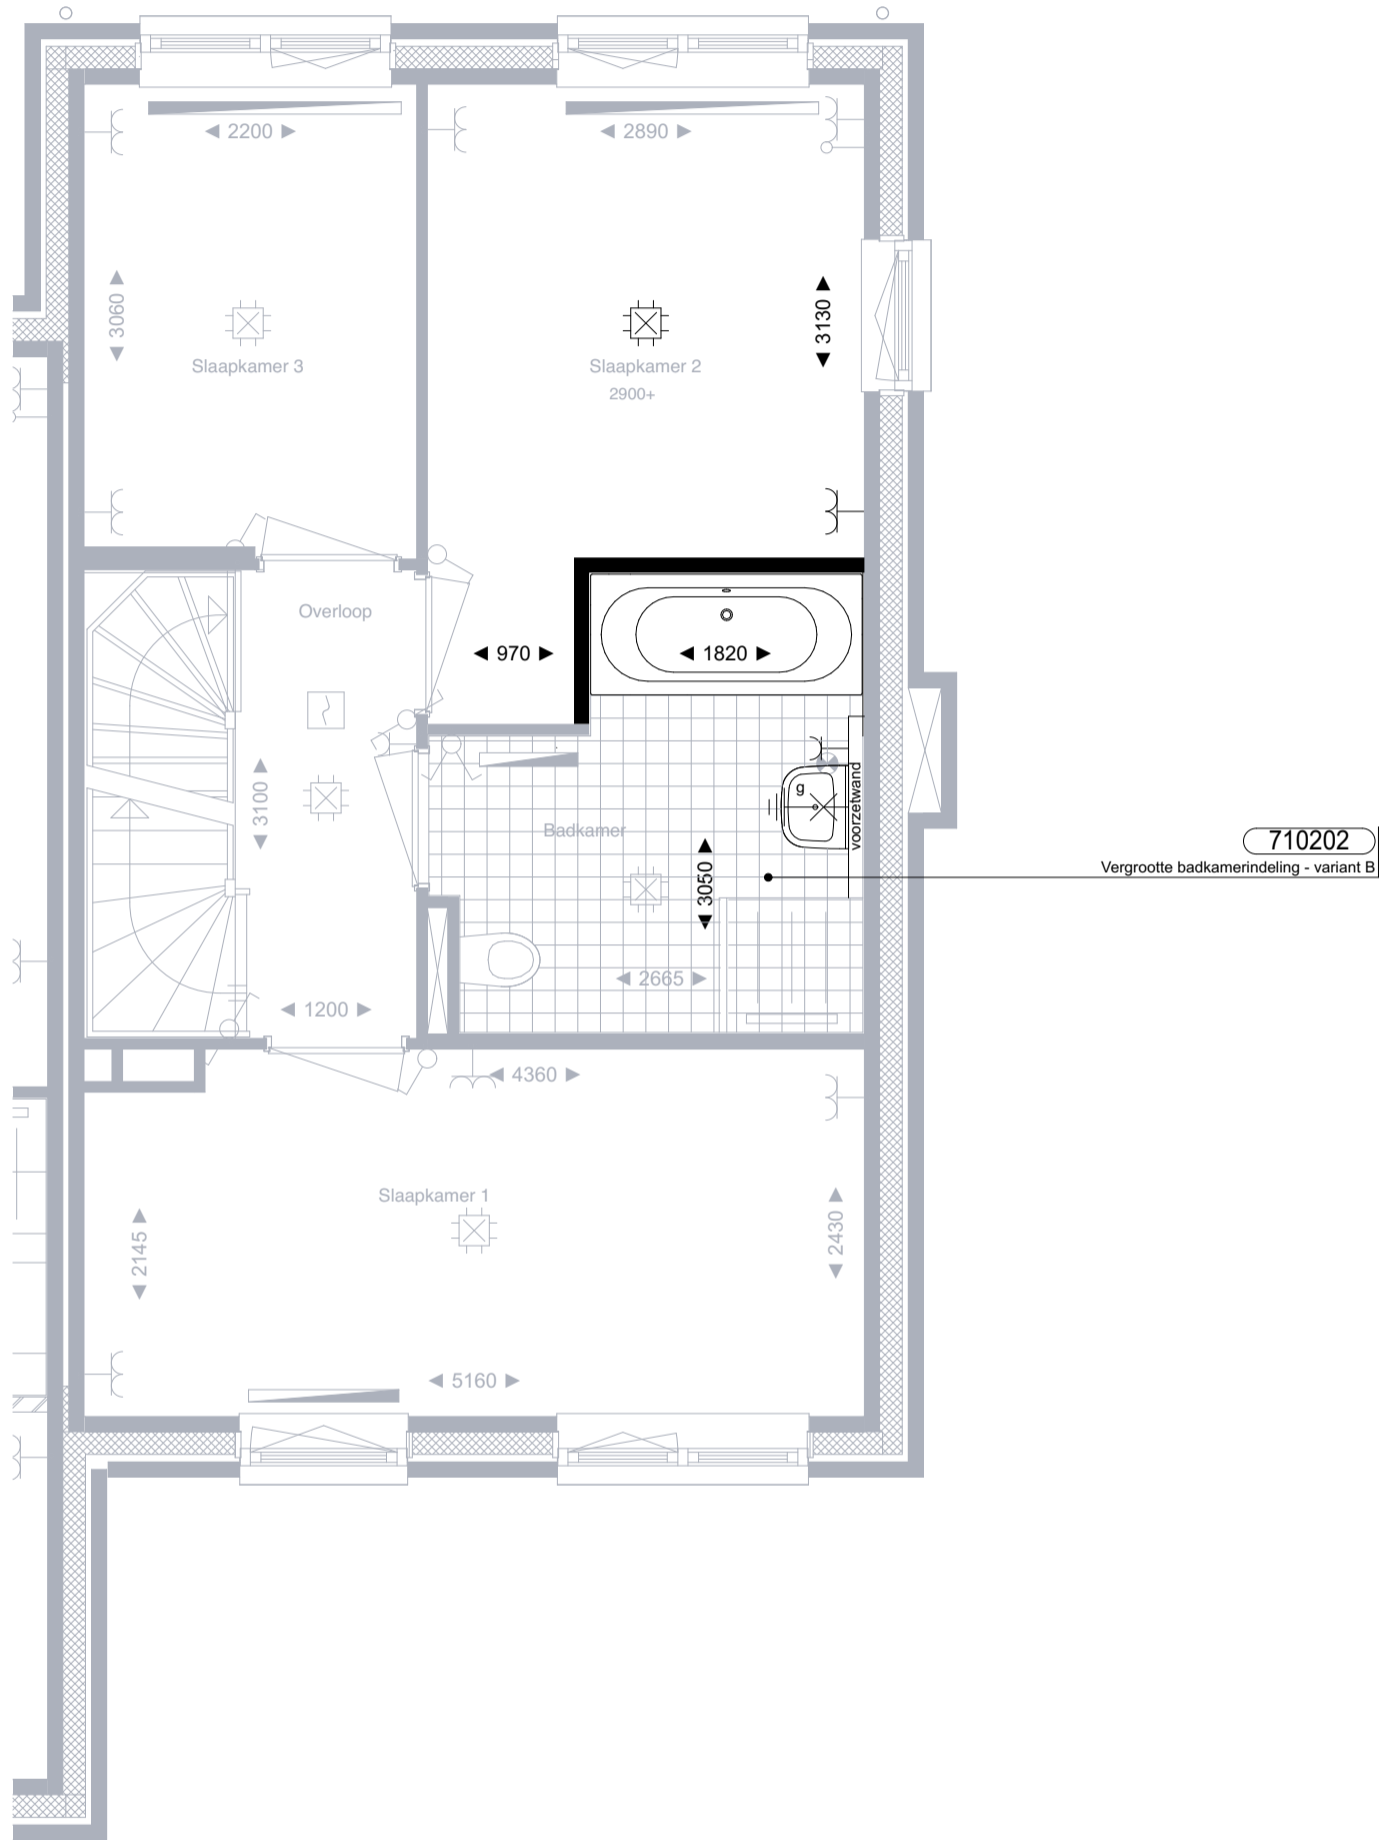 2200
2890
3060
3130
Slaapkamer 3
Slaapkamer 2
2900+
Overloop
970
1820
3100
g
voorzetwand
Badkamer
3050
710202
Vergrootte badkamerindeling - variant B
2665
1200
4360
Slaapkamer 1
2145
2430
5160